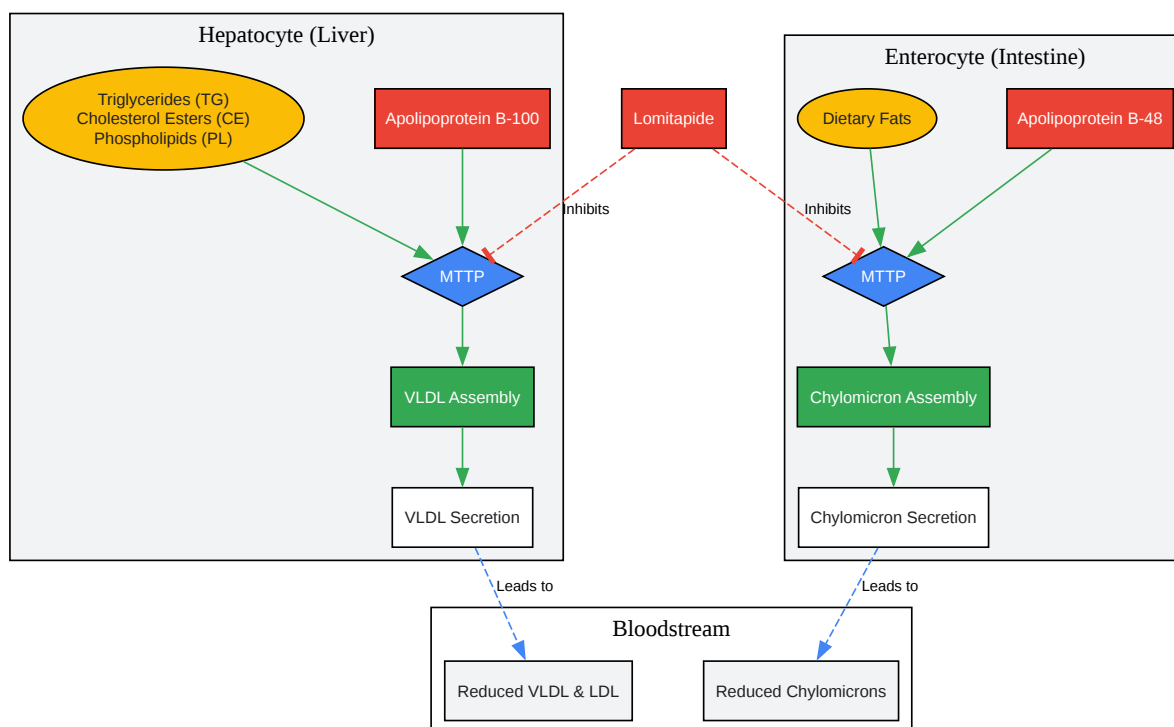 Hepatocyte (Liver)
Enterocyte (Intestine)
Triglycerides (TG)
Cholesterol Esters (CE)
Phospholipids (PL)
Apolipoprotein B-100
Lomitapide
Dietary Fats
Apolipoprotein B-48
Inhibits
Inhibits
MTTP
MTTP
VLDL Assembly
Chylomicron Assembly
VLDL Secretion
Chylomicron Secretion
Leads to
Leads to
Bloodstream
Reduced VLDL & LDL
Reduced Chylomicrons